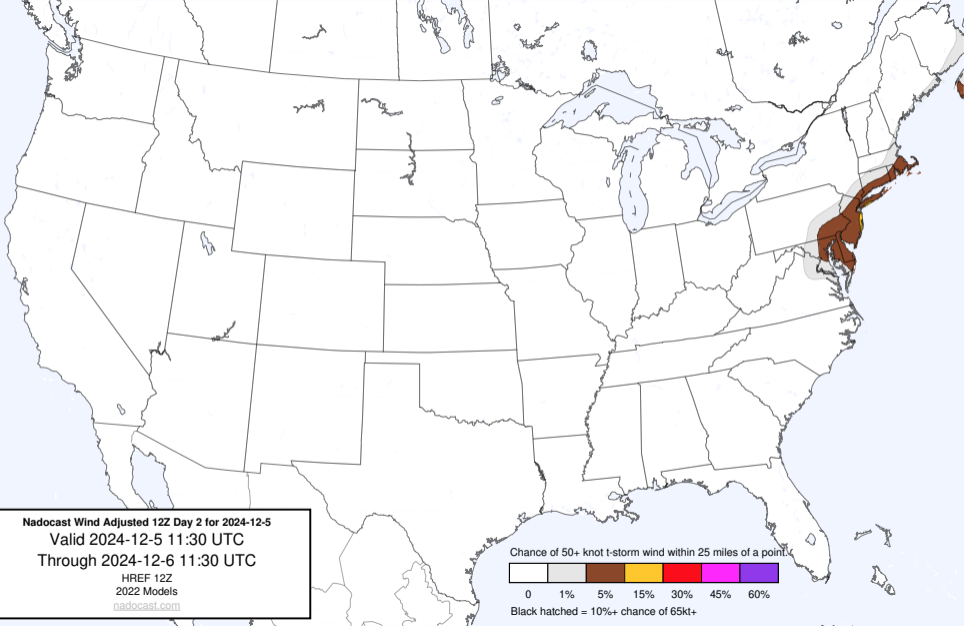 Nadocast Wind Adjusted 12Z Day 2 for 2024-12-5
Valid 2024-12-5 11:30 UTC
Through 2024-12-6 11:30 UTC
HREF 12Z
2022 Models
nadocast.com
Chance of 50+ knot t-storm wind within 25 miles of a point.
0 1% 5% 15% 30% 45% 60%
Black hatched = 10%+ chance of 65kt+